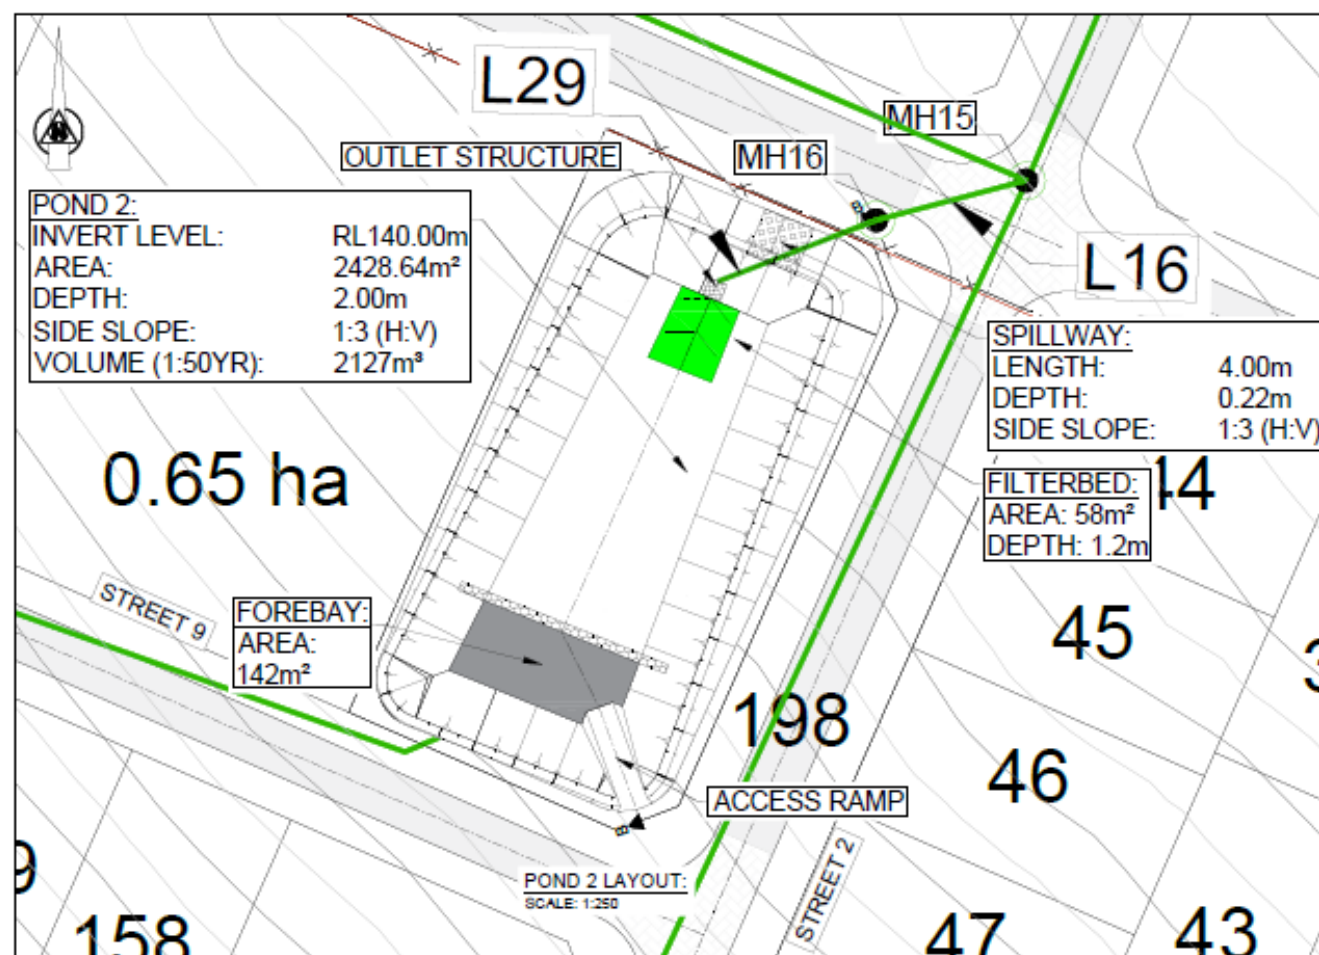 L29
MH15
MH16
OUTLET STRUCTURE
POND 2:
INVERT LEVEL: RL140.00m
AREA: 2428.64m²
DEPTH: 2.00m
SIDE SLOPE: 1:3 (H:V)
VOLUME (1:50YR): 2127m³
B
L16
SPILLWAY:
LENGTH: 4.00m
DEPTH: 0.22m
SIDE SLOPE: 1:3 (H:V)
0.65 ha
FILTERBED:
AREA: 58m²
DEPTH: 1.2m
44
STREET 9
FOREBAY:
AREA:
142m²
45
198
46
ACCESS RAMP
B
POND 2 LAYOUT:
SCALE: 1:250
STREET 2
9
158
47
43